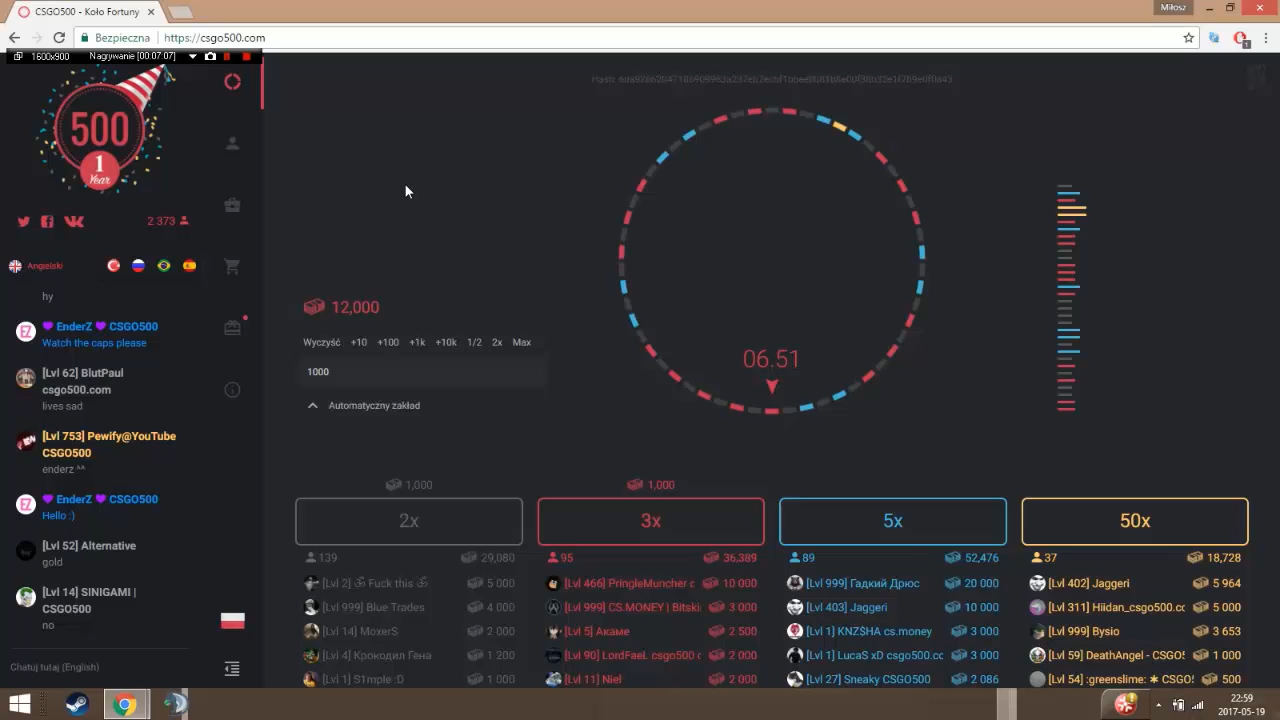 CSGO500 - Koło Fortuny
Miłosz
Bezpieczna
https://csgo500.com
1600x900
Nagrywanie [00:07:07]
500
1
Year
2 373
Angielski
hy
EnderZ 💜 CSGO500
Watch the caps please
[Lvl 62] BlutPaul
csgo500.com
lives sad
[Lvl 753] Pewify@YouTube
CSGO500
enderz ^^
EZ
EnderZ 💜 CSGO500
Hello :)
[Lvl 52] Alternative
gold
[Lvl 14] SINIGAMI |
CSGO500
no
Chatuj tutaj (English)
12,000
Wyczyść +10 +100 +1k +10k 1/2 2x Max
1000
Automatyczny zakład
06.51
1,000
1,000
2x
3x
5x
50x
139 29,080
95 36,389
89 52,476
37 18,728
[Lvl 2] ॐ Fuck this ॐ 5 000
[Lvl 466] PringleMuncher c 10 000
[Lvl 999] Гадкий Дрюс 20 000
[Lvl 402] Jaggeri 5 964
[Lvl 999] Blue Trades 4 000
[Lvl 999] CS.MONEY | Bitski 3 000
[Lvl 403] Jaggeri 10 000
[Lvl 311] Hiidan_csgo500.cc 5 000
[Lvl 14] MoxerS 2 000
[Lvl 5] Акаме 2 500
[Lvl 1] KNZ$HA cs.money 3 000
[Lvl 999] Bysio 3 653
[Lvl 4] Крокодил Гена 1 200
[Lvl 90] LordFaeL csgo500 c 2 000
[Lvl 1] LucaS xD csgo500.cc 3 000
[Lvl 59] DeathAngel - CSGO5 1 000
[Lvl 1] S1mple :D 1 000
[Lvl 11] Niel 2 000
[Lvl 27] Sneaky CSGO500 2 086
[Lvl 54] :greenslime: ✶ CSGO5 500
22:59
2017-05-19